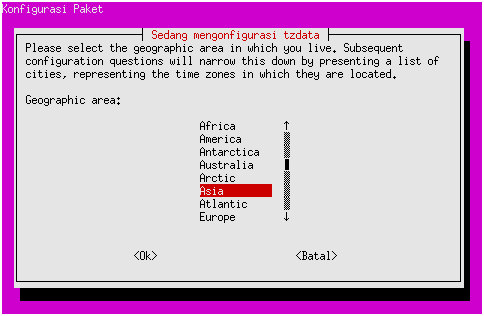 Konfigurasi Paket
Sedang mengonfigurasi tzdata
Please select the geographic area in which you live. Subsequent
configuration questions will narrow this down by presenting a list of
cities, representing the time zones in which they are located.
Geographic area:
Africa
America
Antarctica
Australia
Arctic
Asia
Atlantic
Europe
<Ok> <Batal>